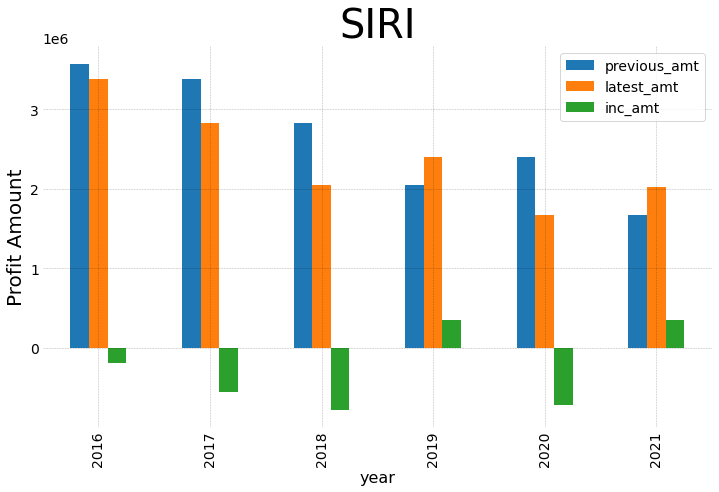 SIRI
1e6
previous_amt
latest_amt
inc_amt
3
2
1
0
Profit Amount
2016
2017
2018
2019
2020
2021
year